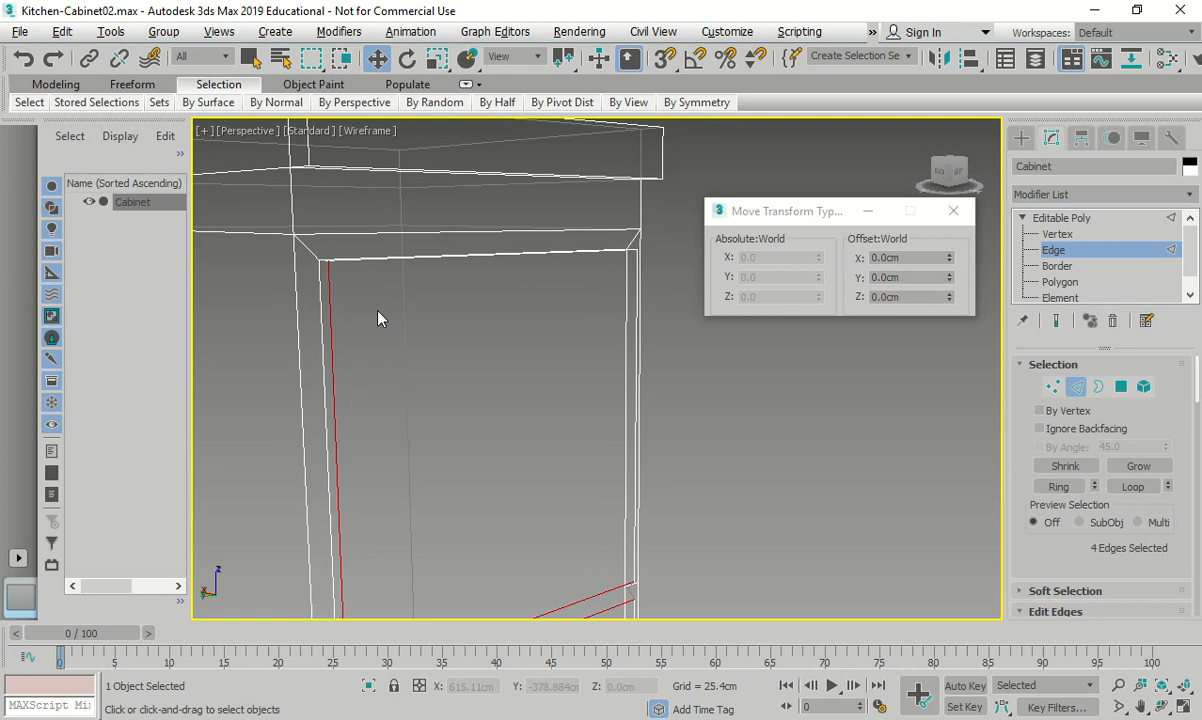 Kitchen-Cabinet02.max - Autodesk 3ds Max 2019 Educational - Not for Commercial Use
File Edit Tools Group Views Create Modifiers Animation Graph Editors Rendering Civil View Customize Scripting » Sign In Workspaces: Default
All View Create Selection Se
Modeling Freeform Selection Object Paint Populate
Select Stored Selections Sets By Surface By Normal By Perspective By Random By Half By Pivot Dist By View By Symmetry
Select Display Edit
»
Name (Sorted Ascending)
Cabinet
»
[+] [Perspective] [Standard] [Wireframe]
Move Transform Typ...
Absolute:World Offset:World
X: 0.0 X: 0.0cm
Y: 0.0 Y: 0.0cm
Z: 0.0 Z: 0.0cm
z
Cabinet
Modifier List
Editable Poly
Vertex
Edge
Border
Polygon
Element
Selection
By Vertex
Ignore Backfacing
By Angle: 45.0
Shrink Grow
Ring Loop
Preview Selection
Off SubObj Multi
4 Edges Selected
Soft Selection
Edit Edges
< 0 / 100 >
0 5 10 15 20 25 30 35 40 45 50 55 60 65 70 75 80 85 90 95 100
1 Object Selected X: 615.11cm Y: -378.884cm Z: 0.0cm Grid = 25.4cm Auto Key Selected
MAXScript Mi Click or click-and-drag to select objects Add Time Tag 0 Set Key Key Filters...